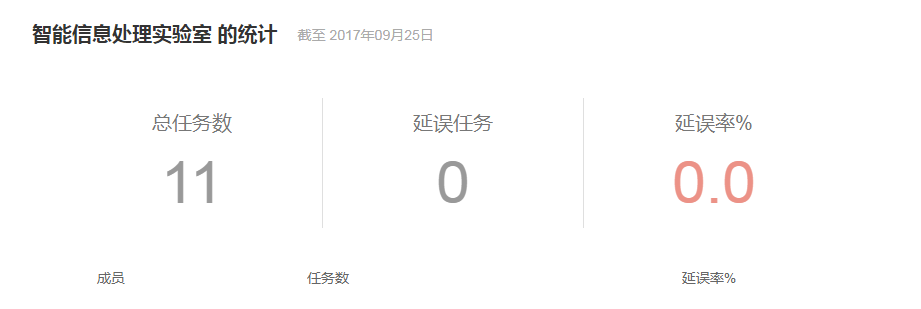 智能信息处理实验室 的统计 截至 2017年09月25日
总任务数 延误任务 延误率%
11 0 0.0
成员 任务数 延误率%